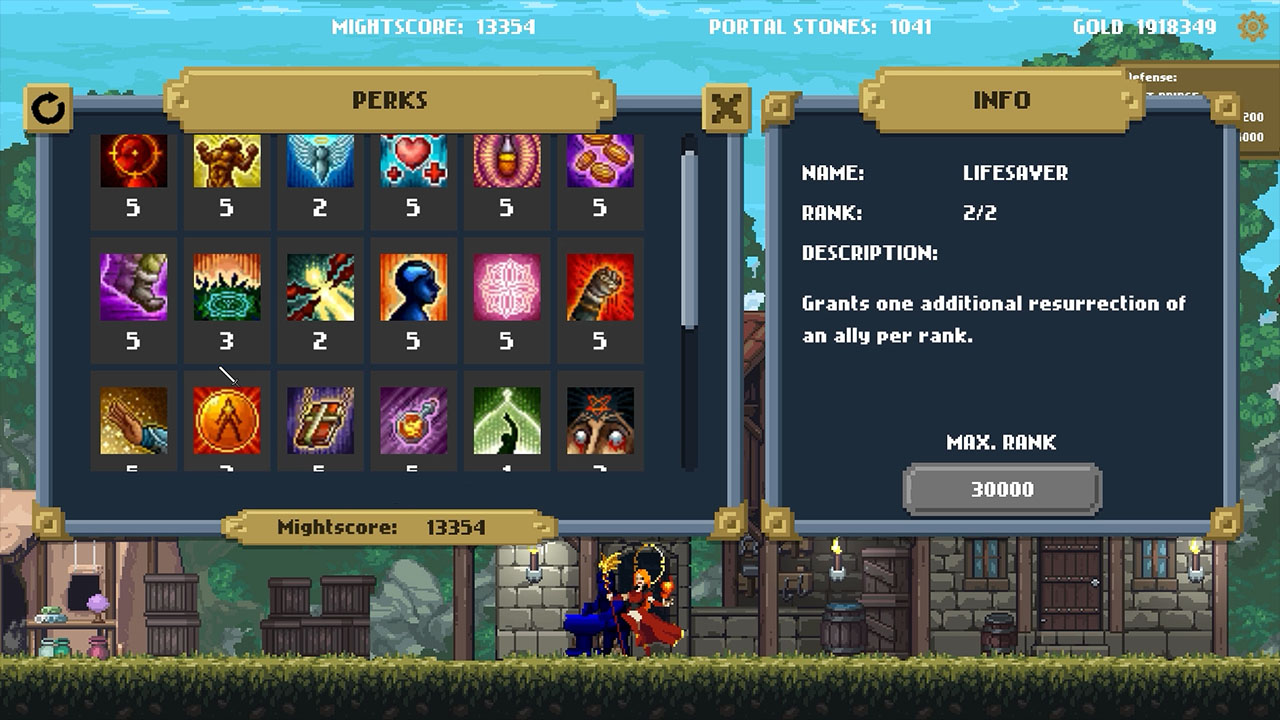 MIGHTSCORE: 13354
PORTAL STONES: 1041
GOLD 1918349
PERKS
5 5 2 5 5 5
5 3 2 5 5 5
Mightscore: 13354
INFO
NAME: LIFESAVER
RANK: 2/2
DESCRIPTION:
Grants one additional resurrection of
an ally per rank.
MAX. RANK
30000